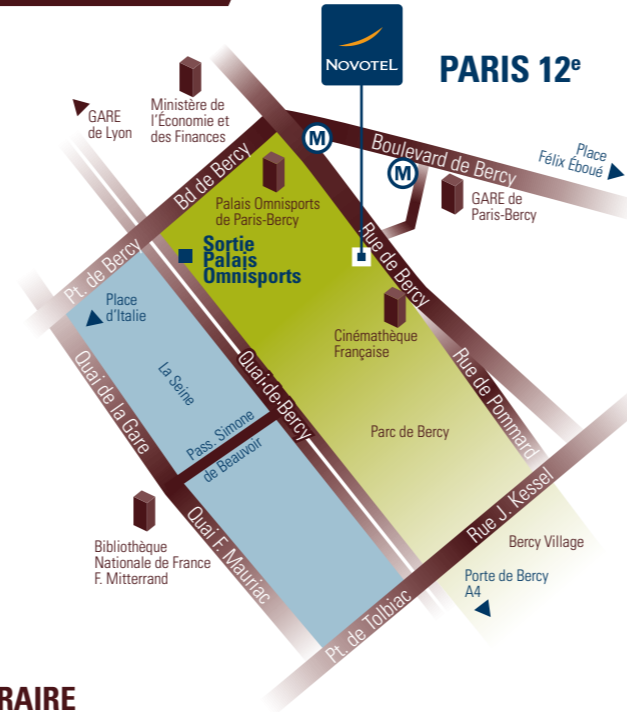 NOVOTEL
PARIS 12e
GARE
de Lyon
Ministère de
l'Économie et
des Finances
M
Boulevard de Bercy
M
Place
Félix Éboué
Bd de Bercy
Palais Omnisports
de Paris-Bercy
GARE de
Paris-Bercy
Pt. de Bercy
Sortie
Palais
Omnisports
Rue de Bercy
Place
d'Italie
Cinémathèque
Française
Quai de la Gare
La Seine
Quai de Bercy
Rue de Pommard
Pass. Simone
de Beauvoir
Parc de Bercy
Rue J. Kessel
Bercy Village
Bibliothèque
Nationale de France
F. Mitterrand
Quai F. Mauriac
Porte de Bercy
A4
Pt. de Tolbiac
RAIRE